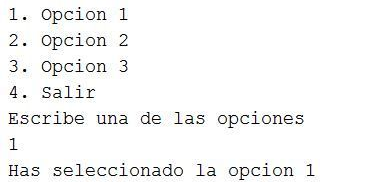 1. Opcion 1
2. Opcion 2
3. Opcion 3
4. Salir
Escribe una de las opciones
1
Has seleccionado la opcion 1